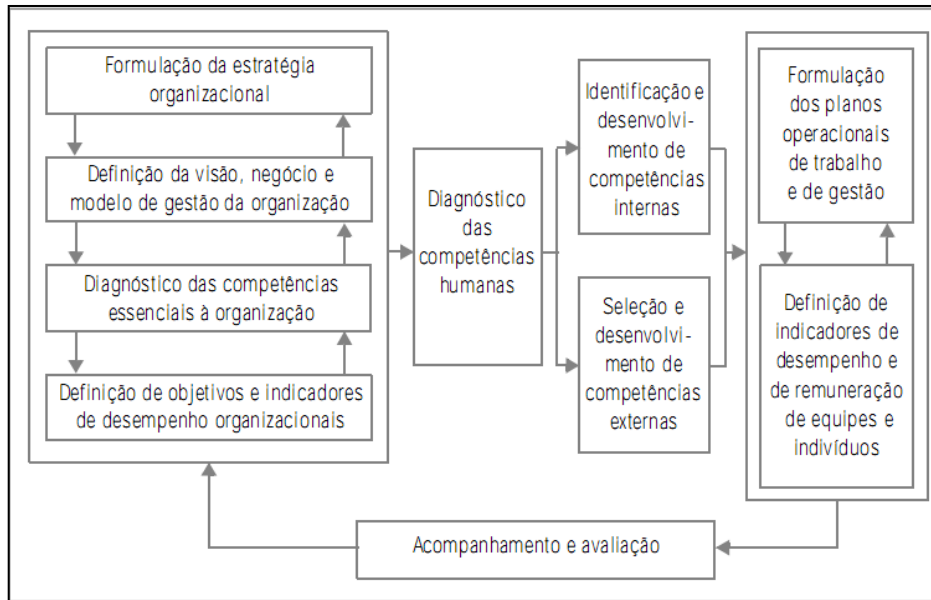 Formulação da estratégia
organizacional
Definição da visão, negócio e
modelo de gestão da organização
Diagnóstico das competências
essenciais à organização
Definição de objetivos e indicadores
de desempenho organizacionais
Diagnóstico
das
competências
humanas
Identificação e
desenvolvi-
mento de
competências
internas
Seleção e
desenvolvi-
mento de
competências
externas
Formulação
dos planos
operacionais
de trabalho
e de gestão
Definição de
indicadores de
desempenho e
de remuneração
de equipes e
indivíduos
Acompanhamento e avaliação